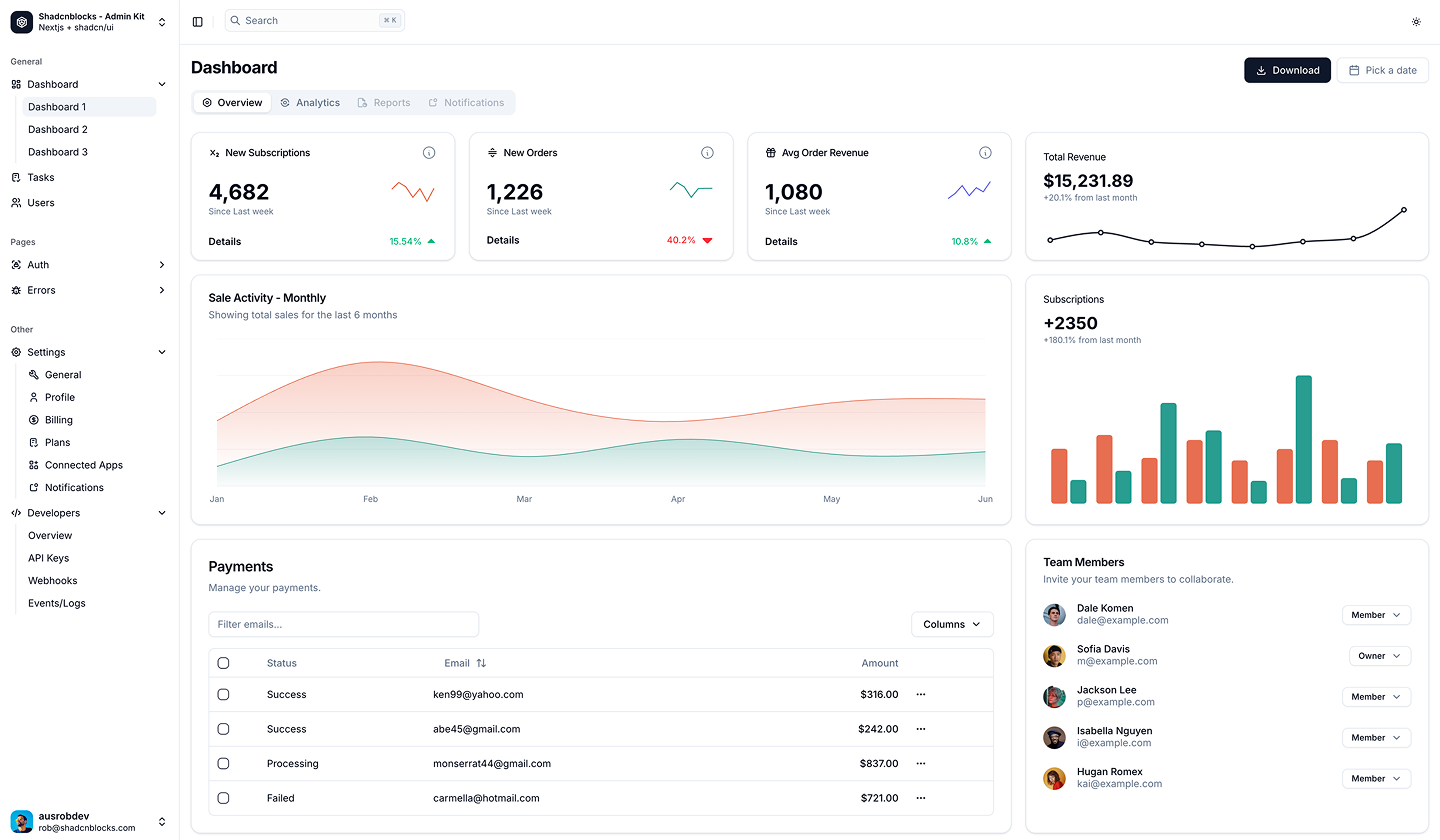 Shadcnblocks - Admin Kit
Nextjs + shadcn/ui
General
Dashboard
Dashboard 1
Dashboard 2
Dashboard 3
Tasks
Users
Pages
Auth
Errors
Other
Settings
General
Profile
Billing
Plans
Connected Apps
Notifications
Developers
Overview
API Keys
Webhooks
Events/Logs
ausrobdev
rob@shadcnblocks.com
Search ⌘ K
Dashboard
Download Pick a date
Overview Analytics Reports Notifications
X₂ New Subscriptions
4,682
Since Last week
Details 15.54%
New Orders
1,226
Since Last week
Details 40.2%
Avg Order Revenue
1,080
Since Last week
Details 10.8%
Total Revenue
$15,231.89
+20.1% from last month
Sale Activity - Monthly
Showing total sales for the last 6 months
Jan Feb Mar Apr May Jun
Subscriptions
+2350
+180.1% from last month
Payments
Manage your payments.
Filter emails... Columns
Status Email Amount
Success ken99@yahoo.com $316.00
Success abe45@gmail.com $242.00
Processing monserrat44@gmail.com $837.00
Failed carmella@hotmail.com $721.00
Team Members
Invite your team members to collaborate.
Dale Komen
dale@example.com
Member
Sofia Davis
m@example.com
Owner
Jackson Lee
p@example.com
Member
Isabella Nguyen
i@example.com
Member
Hugan Romex
kai@example.com
Member